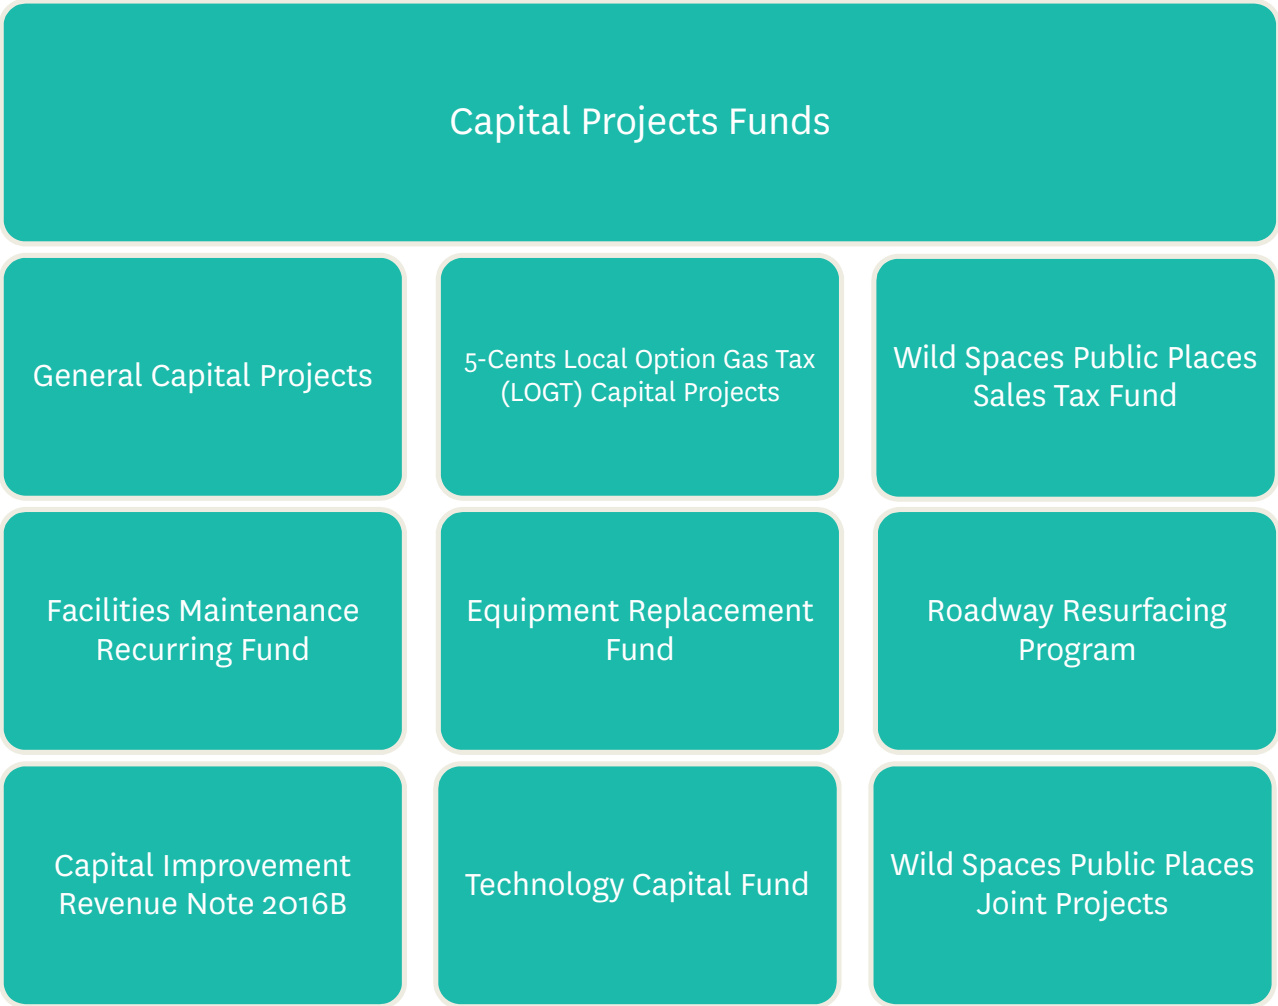 Capital Projects Funds
General Capital Projects
5-Cents Local Option Gas Tax
(LOGT) Capital Projects
Wild Spaces Public Places
Sales Tax Fund
Facilities Maintenance
Recurring Fund
Equipment Replacement
Fund
Roadway Resurfacing
Program
Capital Improvement
Revenue Note 2016B
Technology Capital Fund
Wild Spaces Public Places
Joint Projects